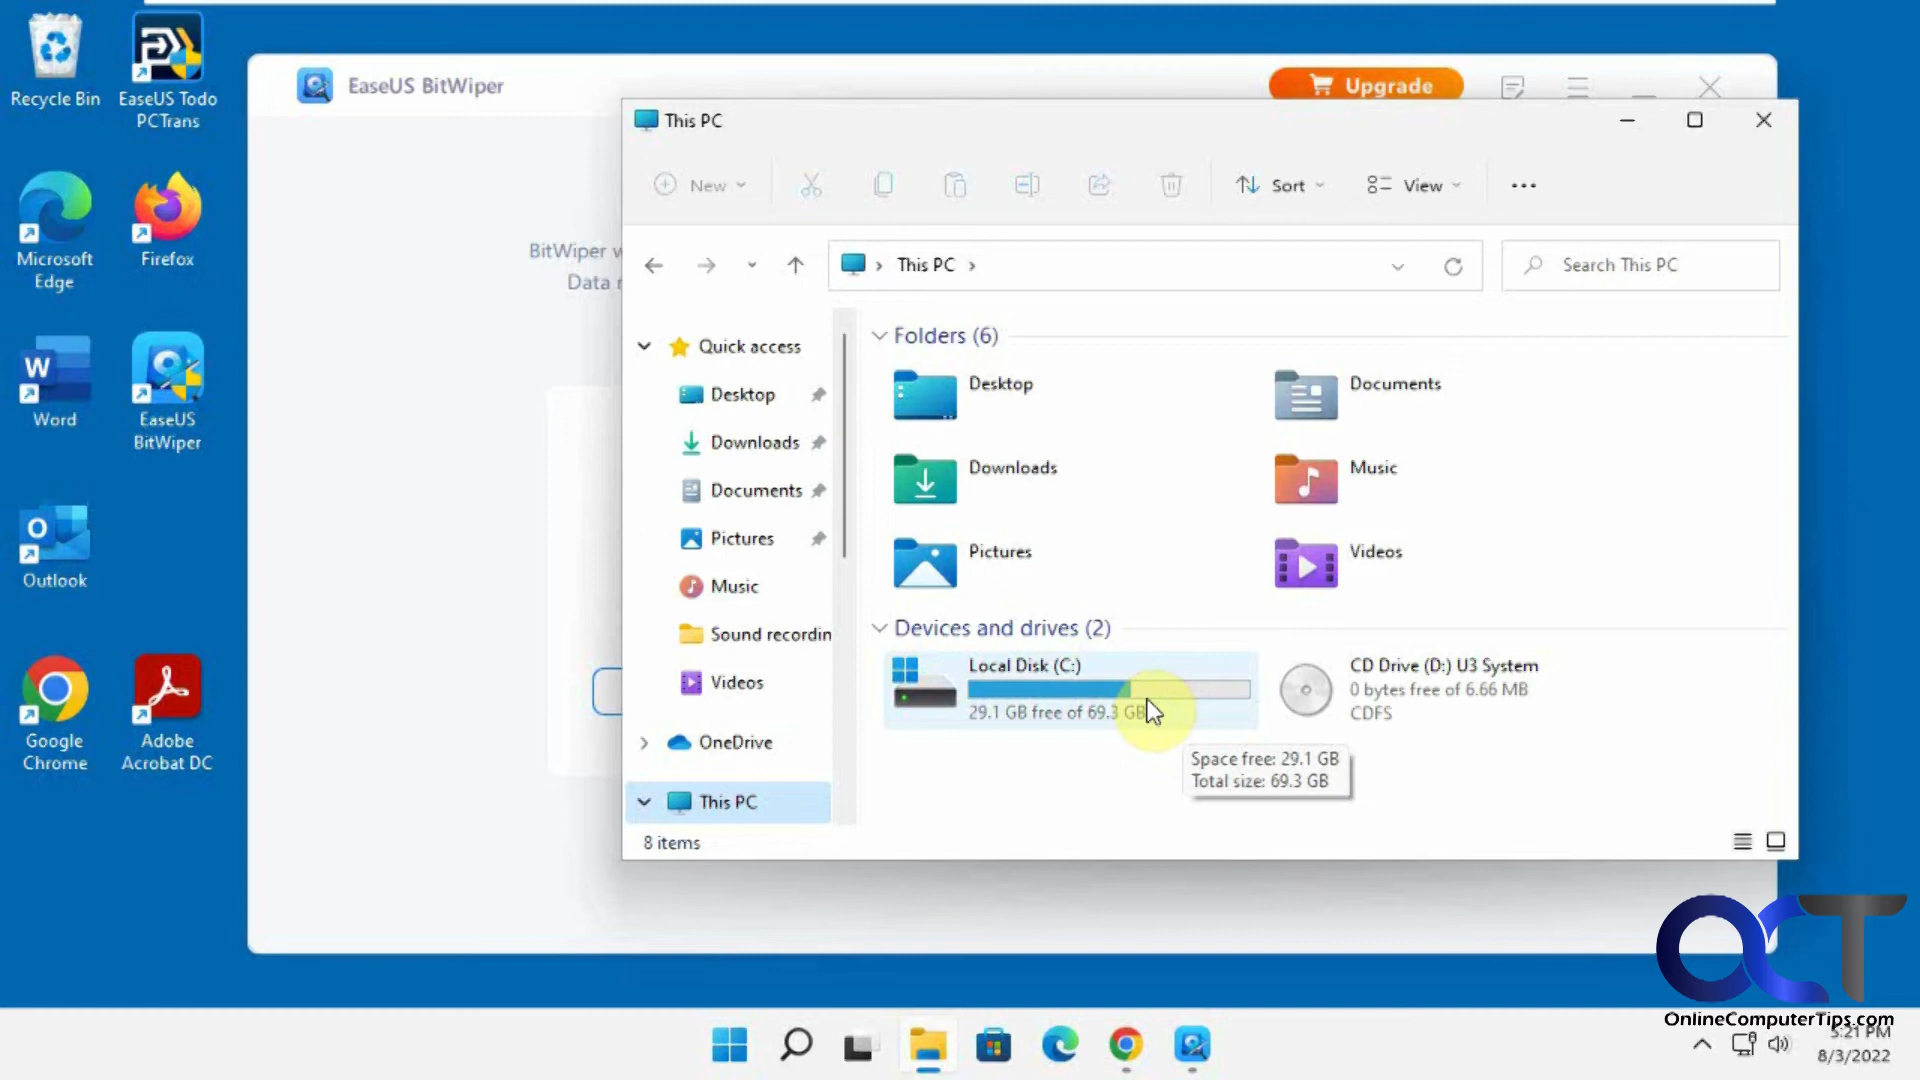 Recycle Bin
EaseUS Todo
PCTrans
Microsoft
Edge
Firefox
W
Word
EaseUS
BitWiper
O
Outlook
Google
Chrome
Adobe
Acrobat DC
EaseUS BitWiper
Upgrade
BitWiper
Data
This PC
New
Sort
View
This PC
Search This PC
Quick access
Desktop
Downloads
Documents
Pictures
Music
Sound recordin
Videos
OneDrive
This PC
8 items
Folders (6)
Desktop
Documents
Downloads
Music
Pictures
Videos
Devices and drives (2)
Local Disk (C:)
29.1 GB free of 69.3 GB
CD Drive (D:) U3 System
0 bytes free of 6.66 MB
CDFS
Space free: 29.1 GB
Total size: 69.3 GB
OCT
OnlineComputerTips.com
5:21 PM
8/3/2022